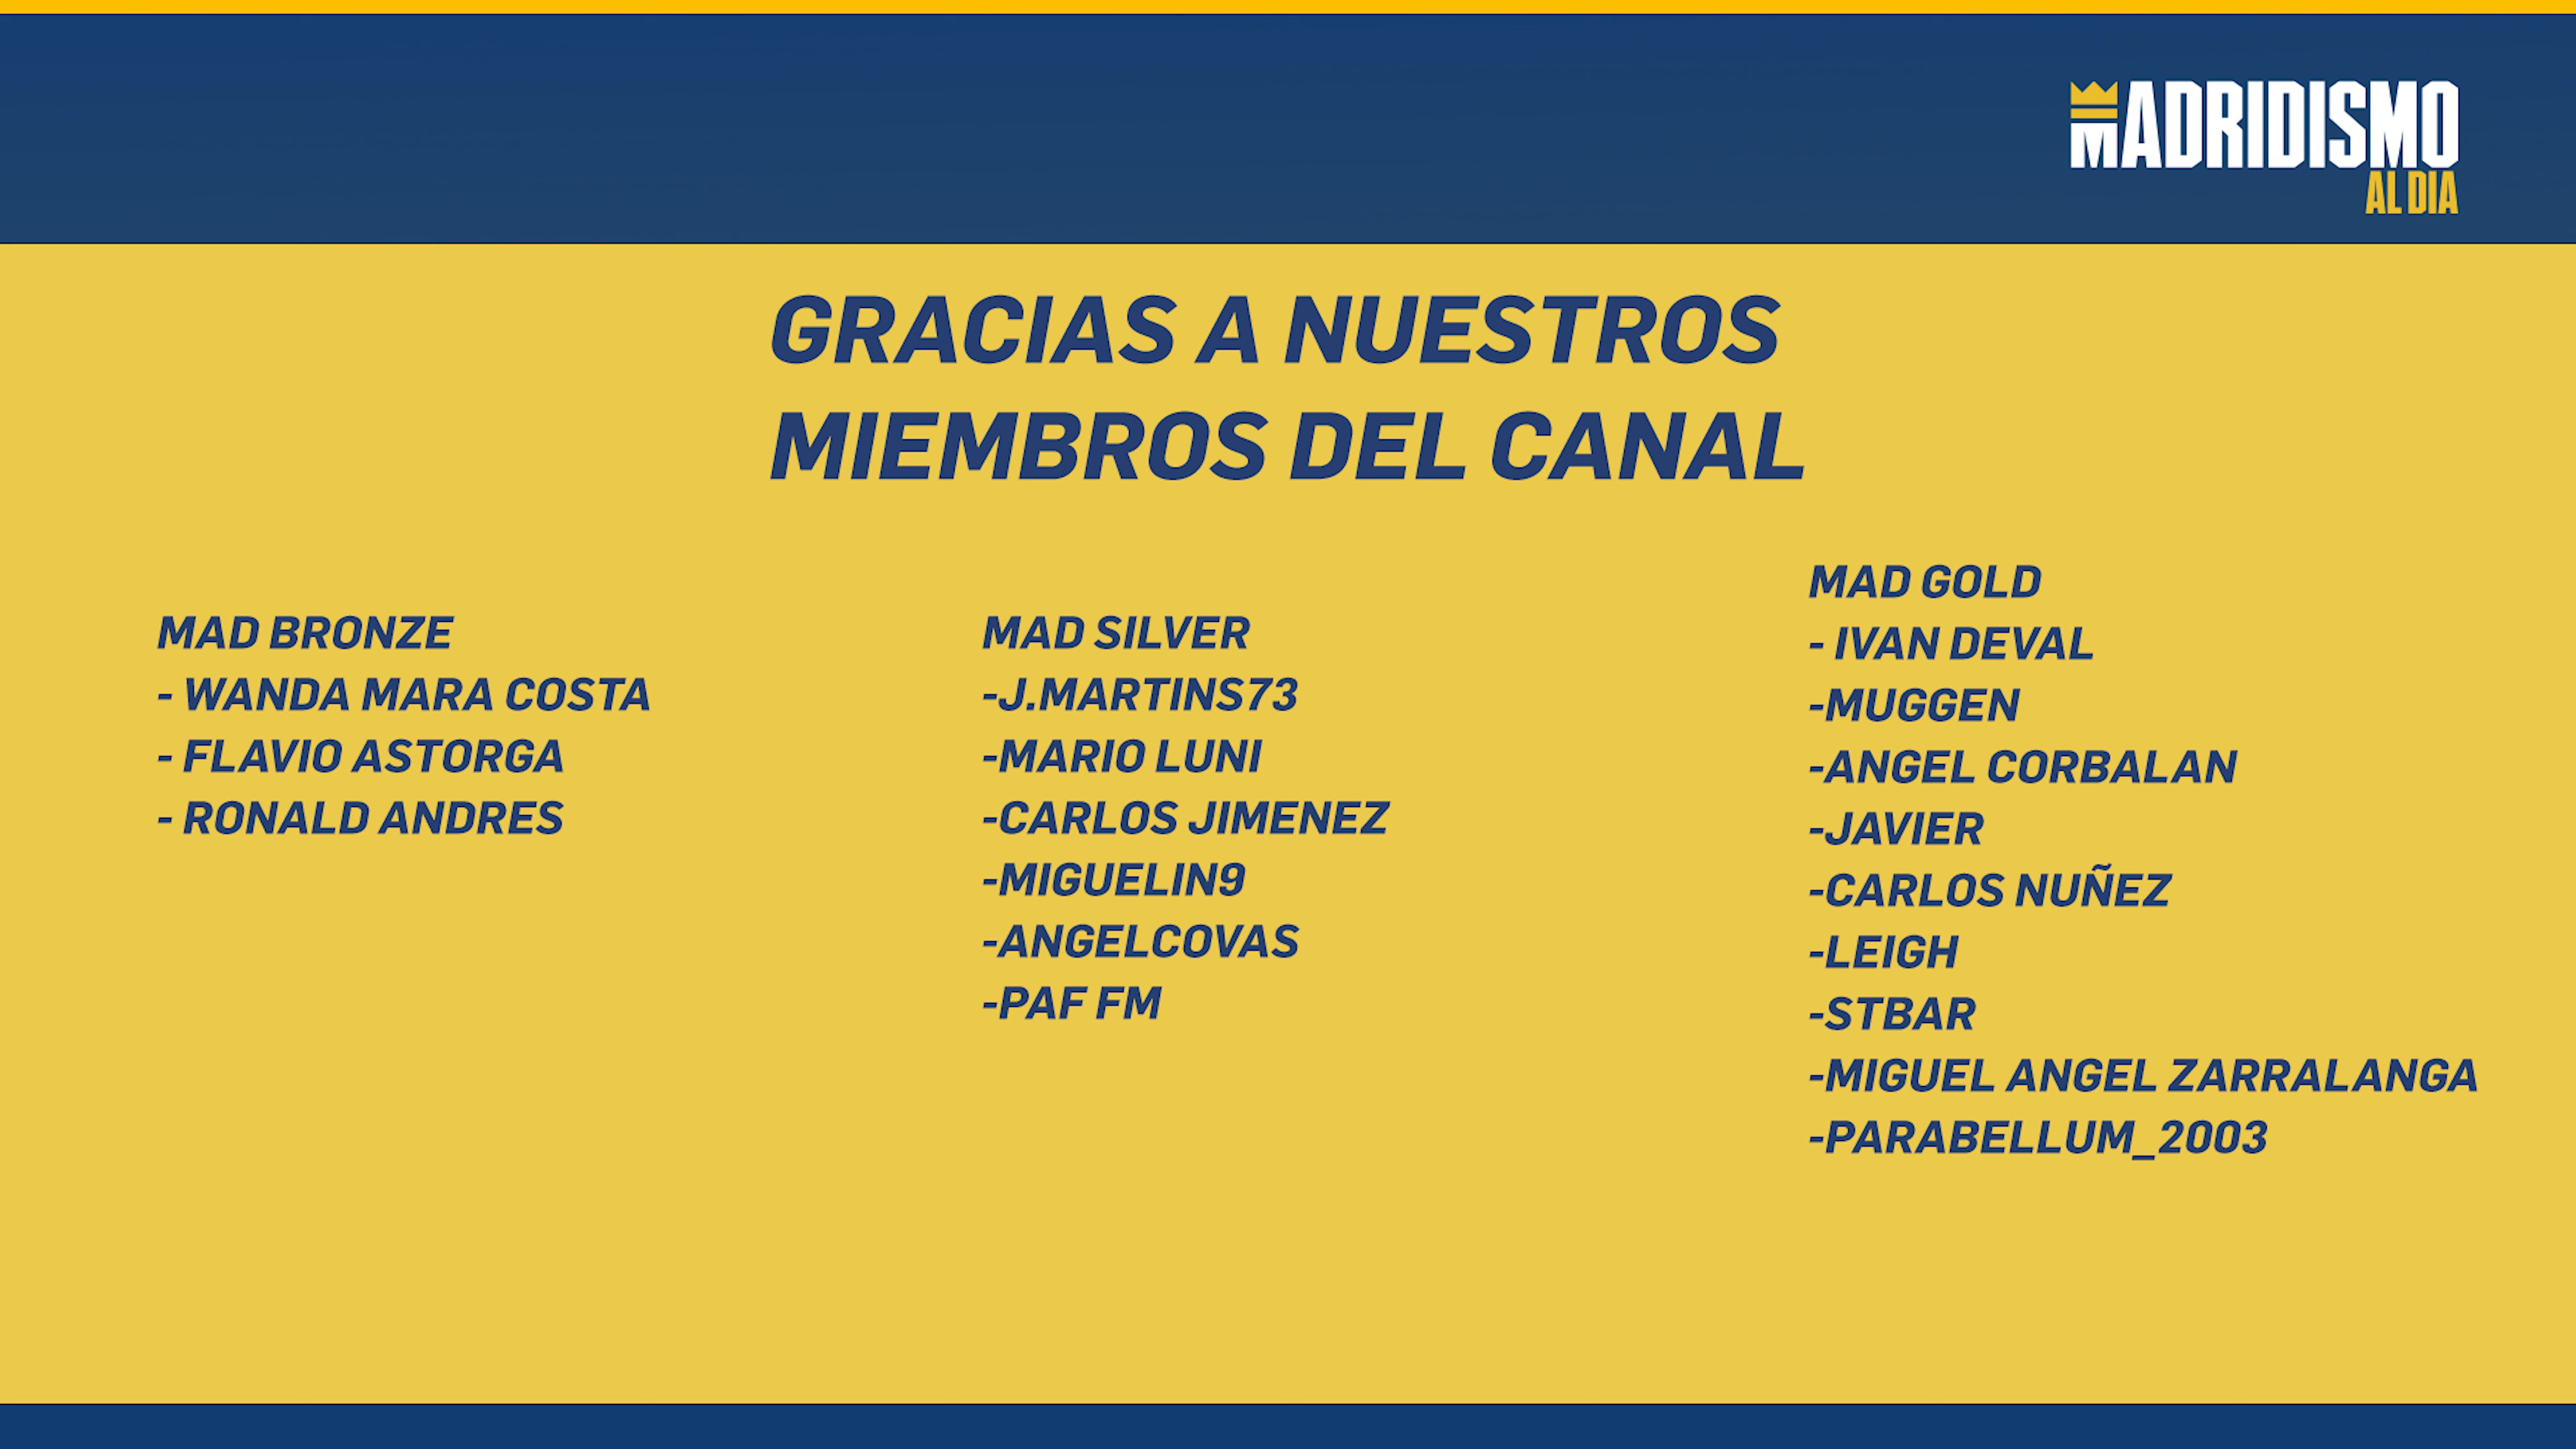 MADRIDISMO
AL DIA
GRACIAS A NUESTROS
MIEMBROS DEL CANAL
MAD BRONZE
- WANDA MARA COSTA
- FLAVIO ASTORGA
- RONALD ANDRES
MAD SILVER
-J.MARTINS73
-MARIO LUNI
-CARLOS JIMENEZ
-MIGUELIN9
-ANGELCOVAS
-PAF FM
MAD GOLD
- IVAN DEVAL
-MUGGEN
-ANGEL CORBALAN
-JAVIER
-CARLOS NUÑEZ
-LEIGH
-STBAR
-MIGUEL ANGEL ZARRALANGA
-PARABELLUM_2003